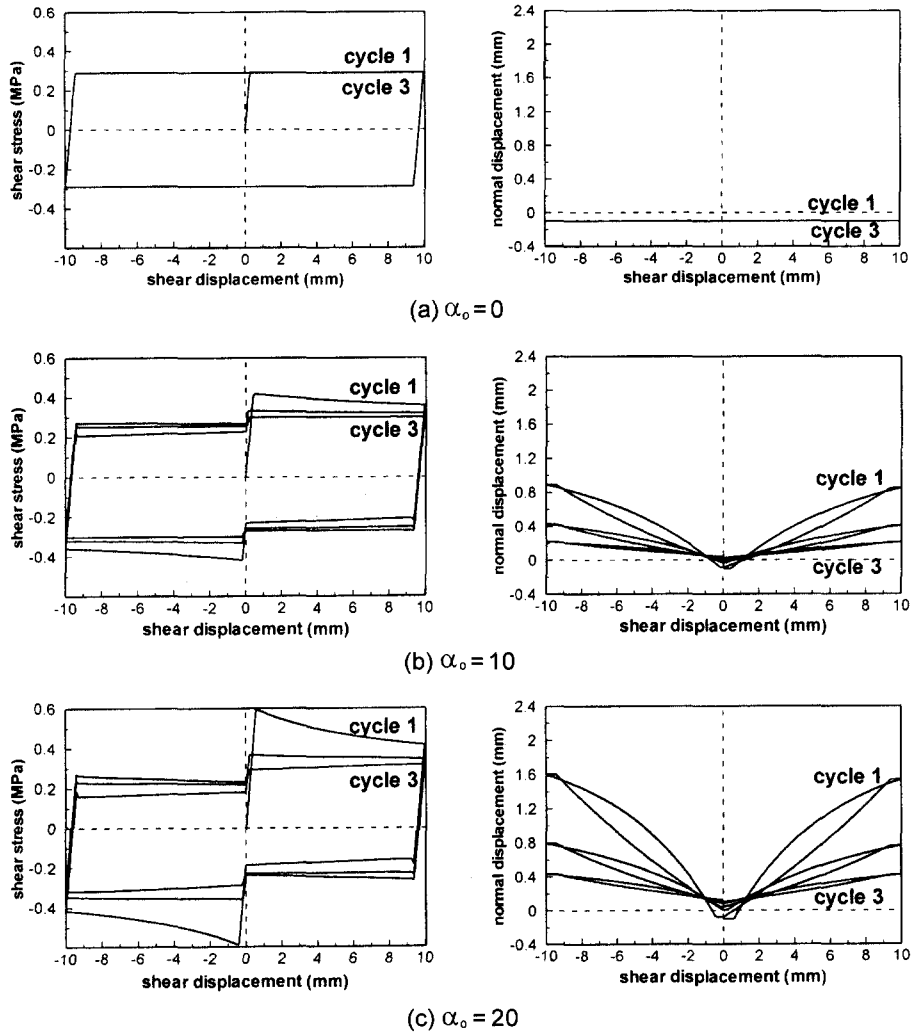 0.6
0.4
0.2
0
-0.2
-0.4
shear stress (MPa)
cycle 1
cycle 3
-10 -8 -6 -4 -2 0 2 4 6 8 10
shear displacement (mm)
2.4
2
1.6
1.2
0.8
0.4
0
-0.4
normal displacement (mm)
cycle 1
cycle 3
-10 -8 -6 -4 -2 0 2 4 6 8 10
shear displacement (mm)
(a) αₒ = 0
0.6
0.4
0.2
0
-0.2
-0.4
shear stress (MPa)
cycle 1
cycle 3
-10 -8 -6 -4 -2 0 2 4 6 8 10
shear displacement (mm)
2.4
2
1.6
1.2
0.8
0.4
0
-0.4
normal displacement (mm)
cycle 1
cycle 3
-10 -8 -6 -4 -2 0 2 4 6 8 10
shear displacement (mm)
(b) αₒ = 10
0.6
0.4
0.2
0
-0.2
-0.4
shear stress (MPa)
cycle 1
cycle 3
-10 -8 -6 -4 -2 0 2 4 6 8 10
shear displacement (mm)
2.4
2
1.6
1.2
0.8
0.4
0
-0.4
normal displacement (mm)
cycle 1
cycle 3
-10 -8 -6 -4 -2 0 2 4 6 8 10
shear displacement (mm)
(c) αₒ = 20